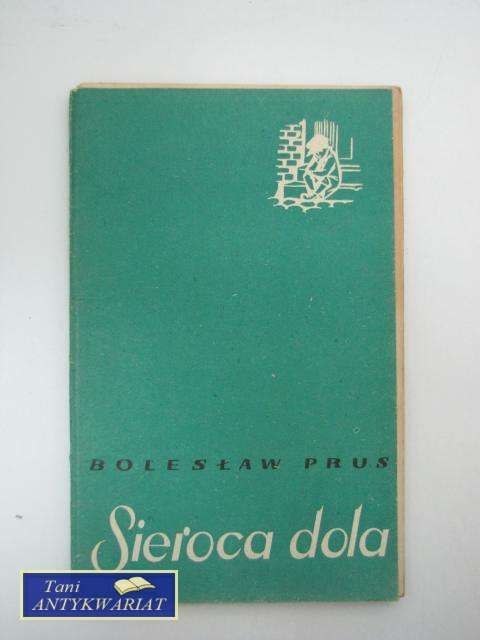 BOLESŁAW PRUS
Sieroca dola
Tani
ANTYKWARIAT